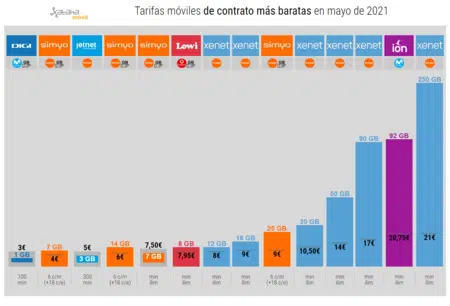 Xataka
móvil
Tarifas móviles de contrato más baratas en mayo de 2021
DIGI simyo jetnet simyo simyo Lowi xenet xenet simyo xenet xenet xenet ión xenet
3€ 7 GB 5€ 14 GB 7,50€ 8 GB 12 GB 16 GB 25 GB 30 GB 50 GB 90 GB 92 GB 250 GB
1 GB 4€ 3 GB 6€ 7 GB 7,95€ 8€ 9€ 9€ 10,50€ 14€ 17€ 20,75€ 21€
100 6 c/m 300 6 c/m min min min min 6 c/m min min min min min
min (+18 c/e) min (+18 c/e) ilim ilim ilim ilim (+18 c/e) ilim ilim ilim ilim ilim